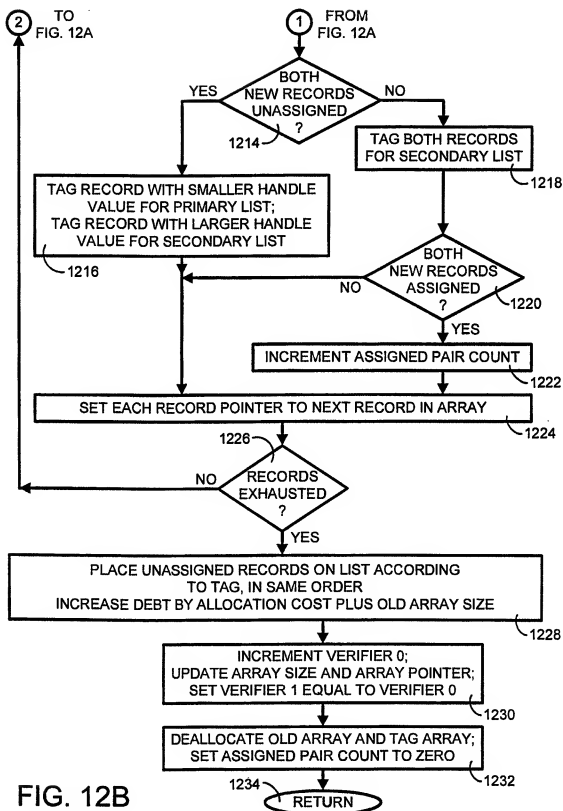 2 TO FIG. 12A
1 FROM FIG. 12A
BOTH
NEW RECORDS
UNASSIGNED
?
YES
NO
1214
TAG BOTH RECORDS
FOR SECONDARY LIST
1218
TAG RECORD WITH SMALLER HANDLE
VALUE FOR PRIMARY LIST;
TAG RECORD WITH LARGER HANDLE
VALUE FOR SECONDARY LIST
1216
BOTH
NEW RECORDS
ASSIGNED
?
NO
1220
YES
INCREMENT ASSIGNED PAIR COUNT
1222
SET EACH RECORD POINTER TO NEXT RECORD IN ARRAY
1224
1226
NO
RECORDS
EXHAUSTED
?
YES
PLACE UNASSIGNED RECORDS ON LIST ACCORDING
TO TAG, IN SAME ORDER
INCREASE DEBT BY ALLOCATION COST PLUS OLD ARRAY SIZE
1228
INCREMENT VERIFIER 0;
UPDATE ARRAY SIZE AND ARRAY POINTER;
SET VERIFIER 1 EQUAL TO VERIFIER 0
1230
DEALLOCATE OLD ARRAY AND TAG ARRAY;
SET ASSIGNED PAIR COUNT TO ZERO
1232
1234
RETURN
FIG. 12B